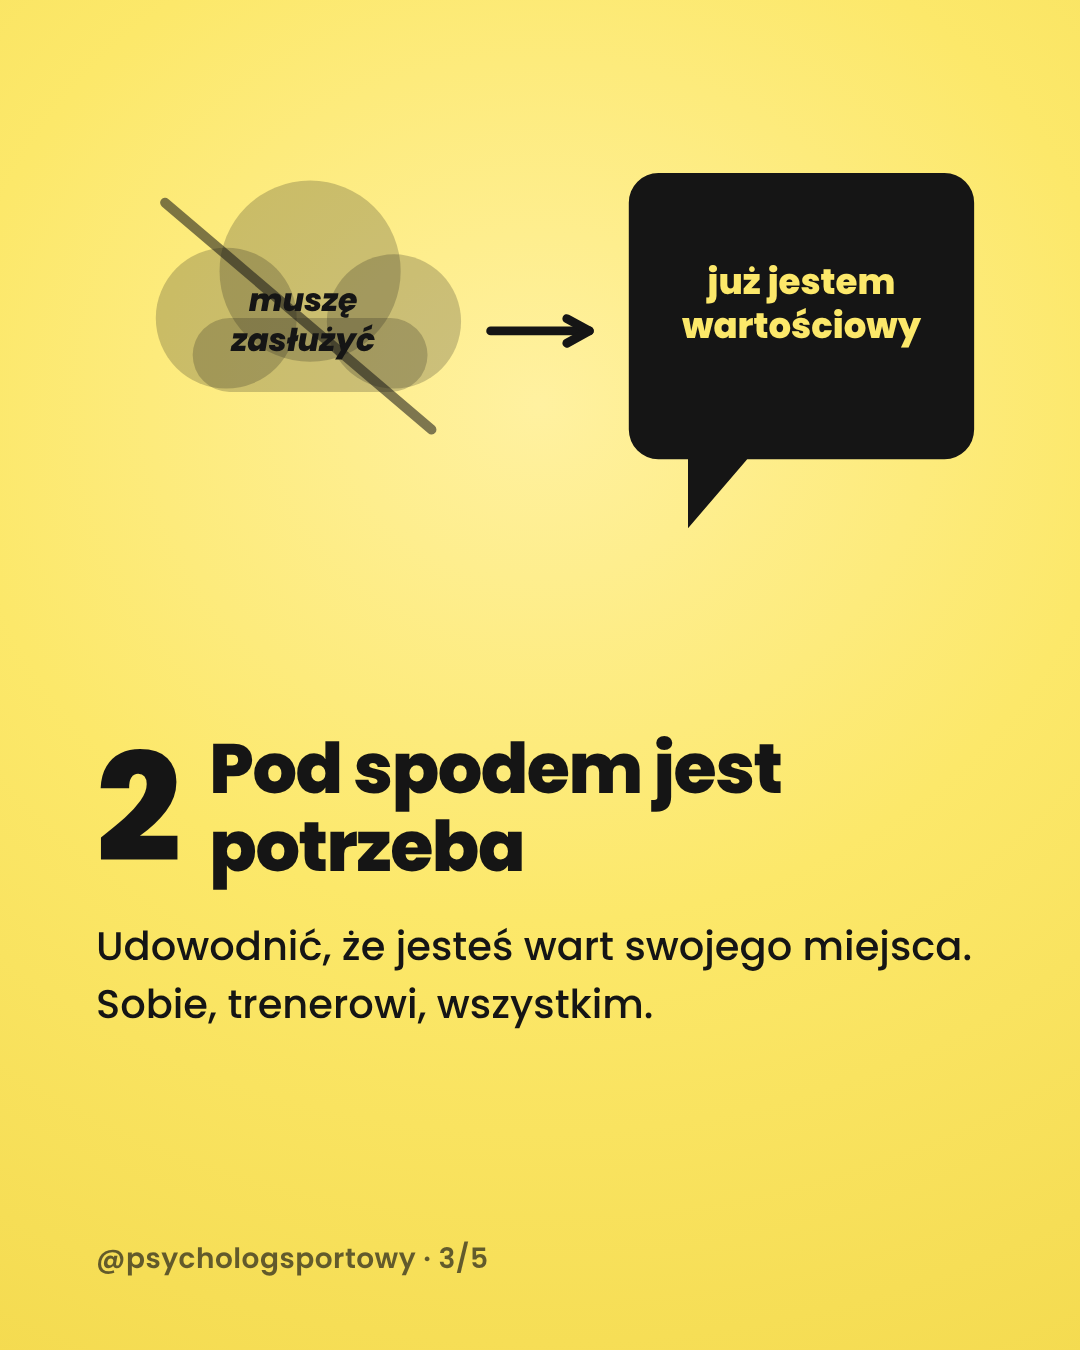 muszę
zasłużyć
już jestem
wartościowy
2
Pod spodem jest
potrzeba
Udowodnić, że jesteś wart swojego miejsca.
Sobie, trenerowi, wszystkim.
@psychologsportowy · 3/5